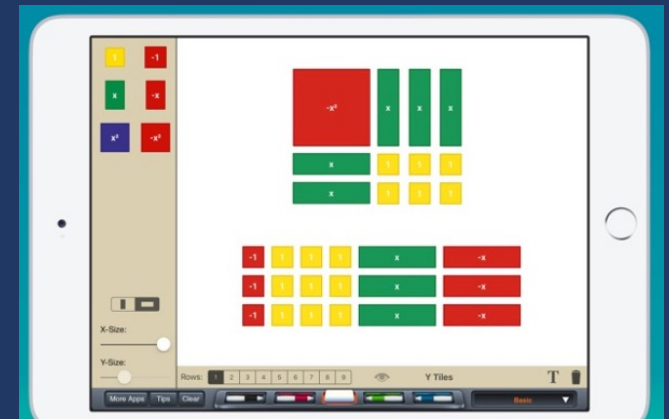 1 -1
x -x
x² -x²
-x² x x x
x 1 1 1
x 1 1 1
-1 1 1 1 x -x
-1 1 1 1 x -x
-1 1 1 1 x -x
X-Size:
Y-Size:
Rows: 1 2 3 4 5 6 7 8 9 Y Tiles T
More Apps Tips Clear Basic